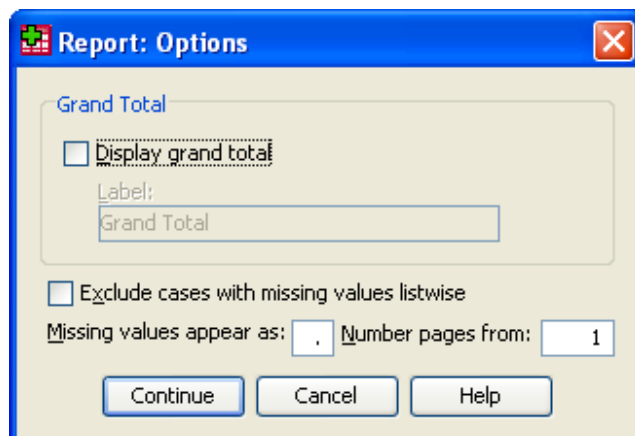 Report: Options
Grand Total
Display grand total
Label:
Grand Total
Exclude cases with missing values listwise
Missing values appear as: . Number pages from: 1
Continue Cancel Help